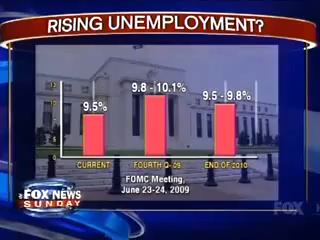 RISING UNEMPLOYMENT?
9.8 - 10.1%
9.5%
9.5 - 9.8%
CURRENT
FOURTH Q- 09
END OF 2010
FOMC Meeting,
June 23-24, 2009
FOX NEWS
SUNDAY
FOX